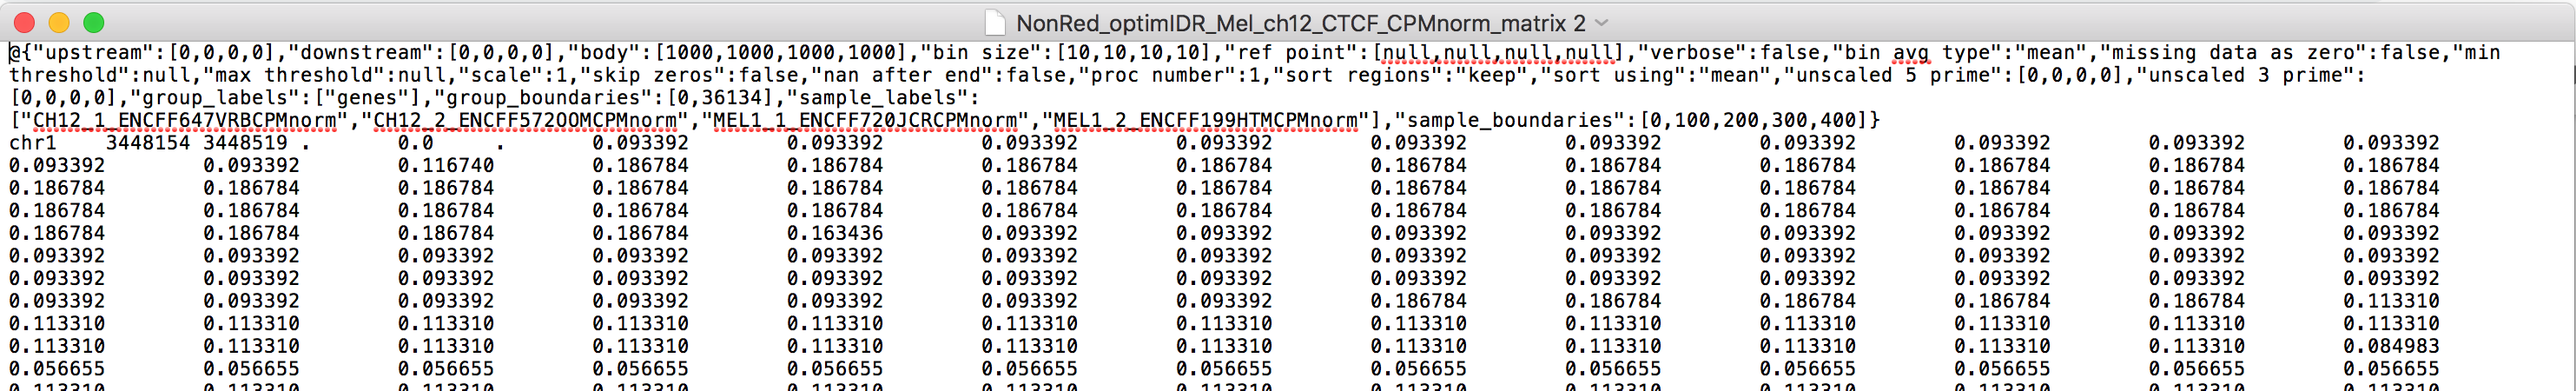 NonRed_optimIDR_Mel_ch12_CTCF_CPMnorm_matrix 2
@{"upstream":[0,0,0,0],"downstream":[0,0,0,0],"body":[1000,1000,1000,1000],"bin size":[10,10,10,10],"ref point":[null,null,null,null],"verbose":false,"bin avg type":"mean","missing data as zero":false,"min
threshold":null,"max threshold":null,"scale":1,"skip zeros":false,"nan after end":false,"proc number":1,"sort regions":"keep","sort using":"mean","unscaled 5 prime":[0,0,0,0],"unscaled 3 prime":
[0,0,0,0],"group_labels":["genes"],"group_boundaries":[0,36134],"sample_labels":
["CH12_1_ENCFF647VRBCPMnorm","CH12_2_ENCFF572OOMCPMnorm","MEL1_1_ENCFF720JCRCPMnorm","MEL1_2_ENCFF199HTMCPMnorm"],"sample_boundaries":[0,100,200,300,400]}
chr1 3448154 3448519 . 0.0 . 0.093392 0.093392 0.093392 0.093392 0.093392 0.093392 0.093392 0.093392 0.093392 0.093392
0.093392 0.093392 0.116740 0.186784 0.186784 0.186784 0.186784 0.186784 0.186784 0.186784 0.186784 0.186784 0.186784
0.186784 0.186784 0.186784 0.186784 0.186784 0.186784 0.186784 0.186784 0.186784 0.186784 0.186784 0.186784 0.186784
0.186784 0.186784 0.186784 0.186784 0.186784 0.186784 0.186784 0.186784 0.186784 0.186784 0.186784 0.186784 0.186784
0.186784 0.186784 0.186784 0.186784 0.163436 0.093392 0.093392 0.093392 0.093392 0.093392 0.093392 0.093392 0.093392
0.093392 0.093392 0.093392 0.093392 0.093392 0.093392 0.093392 0.093392 0.093392 0.093392 0.093392 0.093392 0.093392
0.093392 0.093392 0.093392 0.093392 0.093392 0.093392 0.093392 0.093392 0.093392 0.093392 0.093392 0.093392 0.093392
0.093392 0.093392 0.093392 0.093392 0.093392 0.093392 0.186784 0.186784 0.186784 0.186784 0.186784 0.186784 0.113310
0.113310 0.113310 0.113310 0.113310 0.113310 0.113310 0.113310 0.113310 0.113310 0.113310 0.113310 0.113310 0.113310
0.113310 0.113310 0.113310 0.113310 0.113310 0.113310 0.113310 0.113310 0.113310 0.113310 0.113310 0.113310 0.084983
0.056655 0.056655 0.056655 0.056655 0.056655 0.056655 0.056655 0.056655 0.056655 0.056655 0.056655 0.056655 0.056655